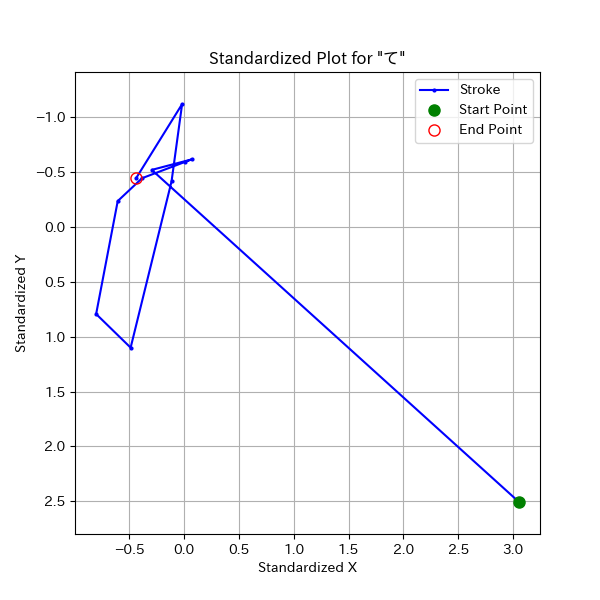 Standardized Plot for "て"
Stroke
Start Point
End Point
−1.0
−0.5
0.0
0.5
1.0
1.5
2.0
2.5
Standardized Y
−0.5 0.0 0.5 1.0 1.5 2.0 2.5 3.0
Standardized X